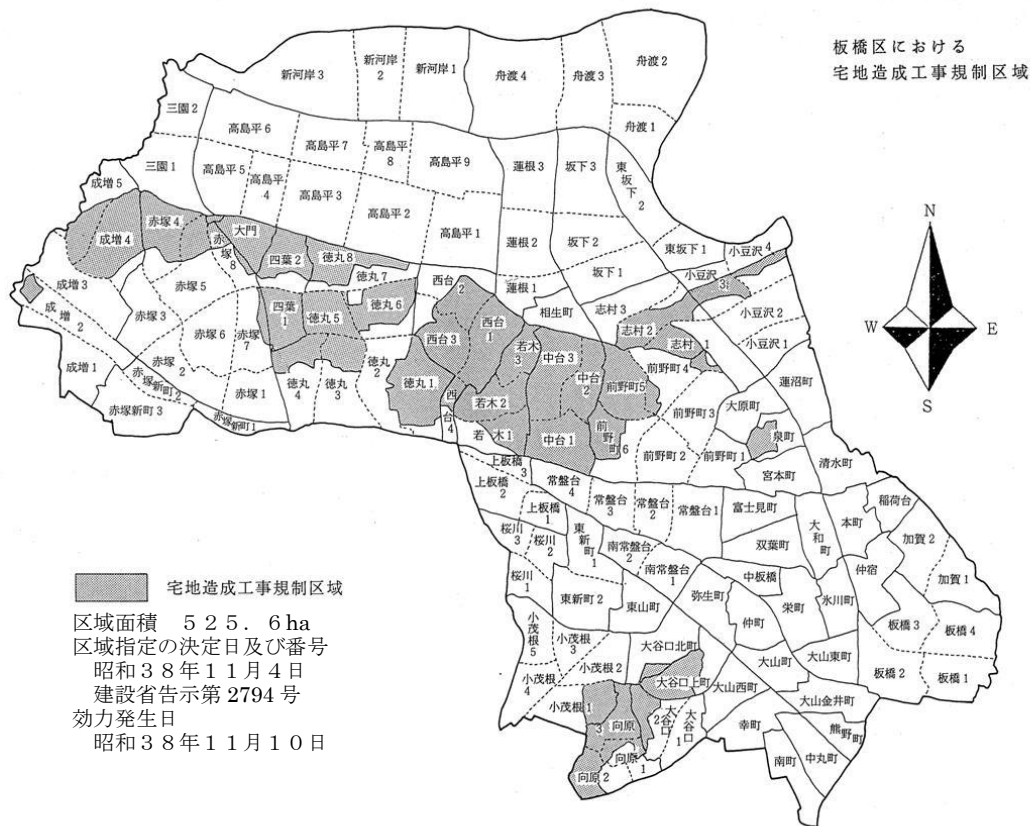 板橋区における
宅地造成工事規制区域
N
W
E
S
新河岸3
新河岸2
新河岸1
舟渡4
舟渡3
舟渡2
舟渡1
三園2
三園1
高島平6
高島平7
高島平8
高島平9
高島平5
高島平4
高島平3
高島平2
高島平1
蓮根3
坂下3
東坂下2
蓮根2
坂下2
東坂下1
小豆沢4
成増5
成増4
赤塚4
赤塚8
大門
四葉2
徳丸8
徳丸7
西台2
蓮根1
坂下1
小豆沢3
相生町
志村3
志村2
志村1
小豆沢2
小豆沢1
成増3
成増2
成増1
赤塚5
赤塚3
赤塚6
赤塚7
赤塚2
赤塚1
赤塚新町2
赤塚新町3
赤塚新町1
四葉1
徳丸5
徳丸6
徳丸4
徳丸3
徳丸2
徳丸1
西台3
西台1
西台4
若木3
若木2
若木1
中台3
中台2
中台1
前野町5
前野町4
前野町6
前野町3
前野町2
前野町1
大原町
蓮沼町
泉町
宮本町
清水町
上板橋3
上板橋2
上板橋1
常盤台4
常盤台3
常盤台2
常盤台1
富士見町
大和町
本町
稲荷台
桜川3
桜川2
桜川1
東新町1
南常盤台2
南常盤台1
双葉町
中板橋
仲宿
加賀2
加賀1
東新町2
東山町
弥生町
栄町
氷川町
仲町
板橋3
板橋4
小茂根5
小茂根3
小茂根2
小茂根4
小茂根1
大谷口北町
大谷口上町
大山町
大山東町
板橋2
板橋1
大山西町
大山金井町
向原3
大谷口2
大谷口1
幸町
熊野町
向原2
向原1
南町
中丸町
宅地造成工事規制区域
区域面積 525.6ha
区域指定の決定日及び番号
昭和38年11月4日
建設省告示第2794号
効力発生日
昭和38年11月10日